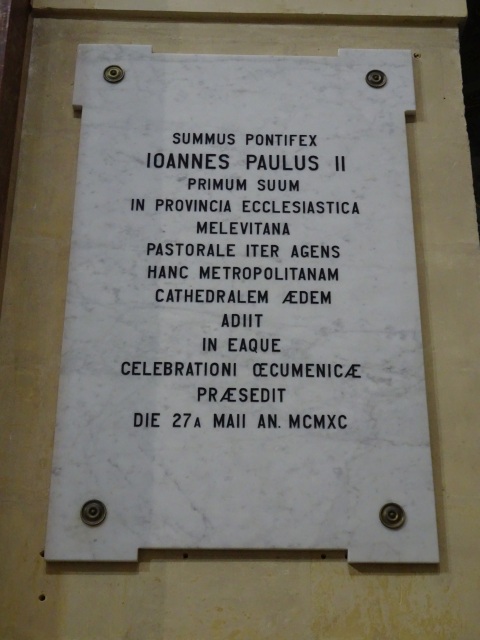 SUMMUS PONTIFEX
IOANNES PAULUS II
PRIMUM SUUM
IN PROVINCIA ECCLESIASTICA
MELEVITANA
PASTORALE ITER AGENS
HANC METROPOLITANAM
CATHEDRALEM ÆDEM
ADIIT
IN EAQUE
CELEBRATIONI ŒCUMENICÆ
PRÆSEDIT
DIE 27A MAII AN. MCMXC